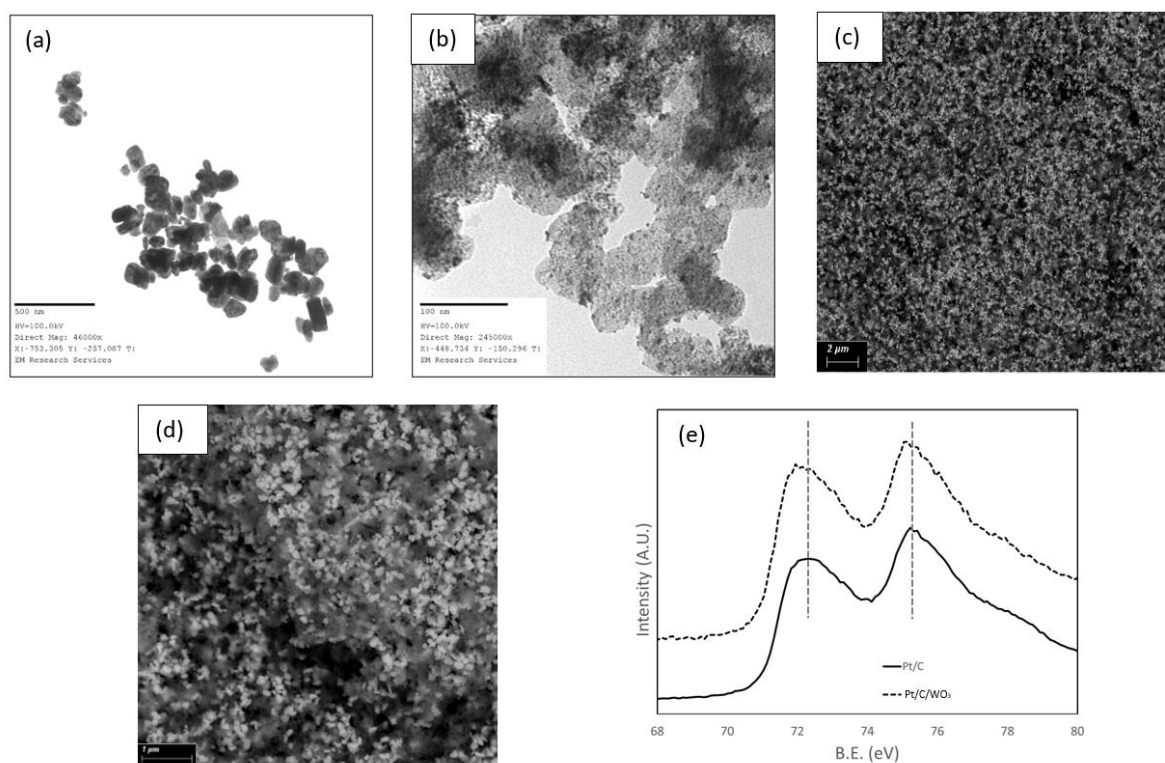 (a)
500 nm
HV=100.0kV
Direct Mag: 46000x
X:-753.305 Y: -257.087 T:
EM Research Services
(b)
100 nm
HV=100.0kV
Direct Mag: 245000x
X:-448.734 Y: -150.296 T:
EM Research Services
(c)
2 µm
(d)
1 µm
(e)
Intensity (A.U.)
Pt/C
Pt/C/WO₃
68 70 72 74 76 78 80
B.E. (eV)